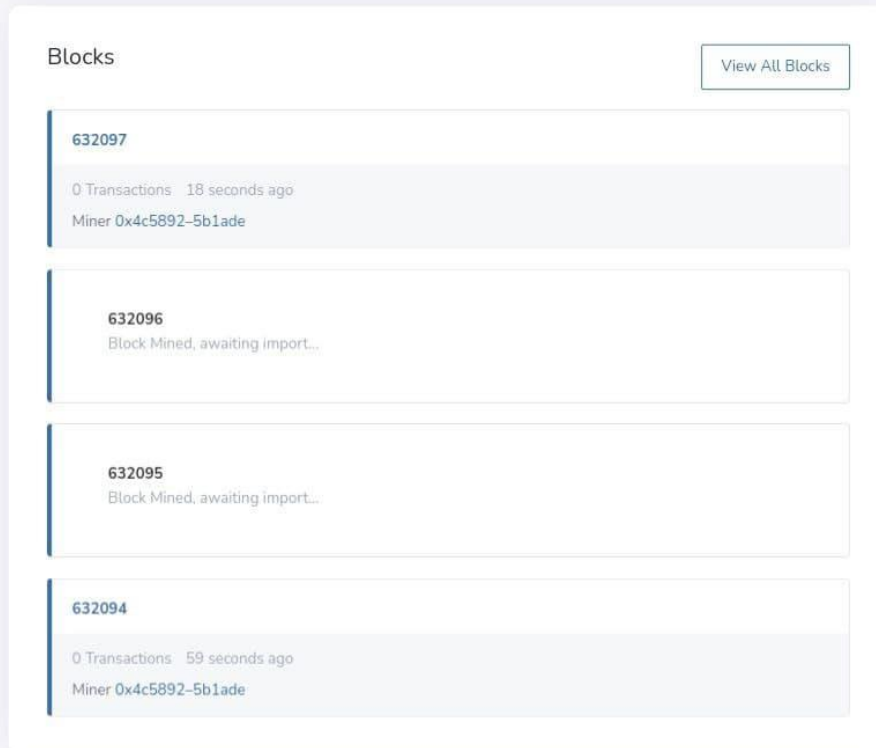 Blocks
View All Blocks
632097
0 Transactions 18 seconds ago
Miner 0x4c5892–5b1ade
632096
Block Mined, awaiting import...
632095
Block Mined, awaiting import...
632094
0 Transactions 59 seconds ago
Miner 0x4c5892–5b1ade